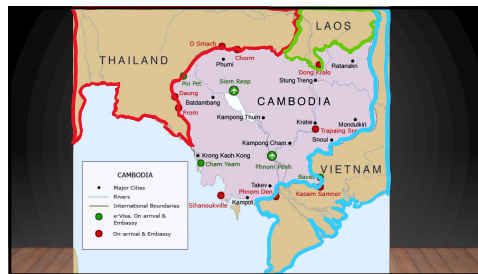 LAOS
THAILAND
O Smach
Chorm
Phumi
Dong Kralo
Ratanakri
Poi Pet
Siem Reap
Stung Treng
Daung
Batdambang
CAMBODIA
Prom
Kampong Thum
Kratie
Mondulkiri
Trapaing Sre
Snoul
Kampong Cham
Krong Kaoh Kong
Cham Yeam
Phnom Penh
VIETNAM
Bavet
Takev
Phnom Den
Kaoam Samnor
Sihanoukville
Kampot
CAMBODIA
Major Cities
Rivers
International Boundaries
e-Visa, On arrival &
Embassy
On-arrival & Embassy